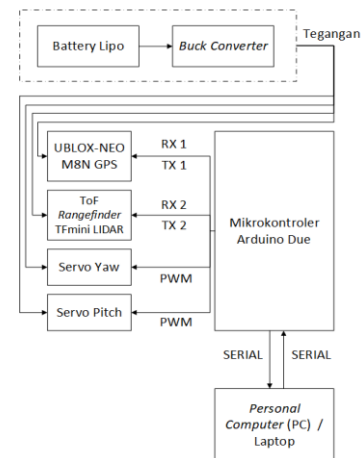 Battery Lipo
Buck Converter
Tegangan
UBLOX-NEO
M8N GPS
RX 1
TX 1
ToF
Rangefinder
TFmini LIDAR
RX 2
TX 2
Mikrokontroler
Arduino Due
Servo Yaw
PWM
Servo Pitch
PWM
SERIAL
SERIAL
Personal
Computer (PC) /
Laptop